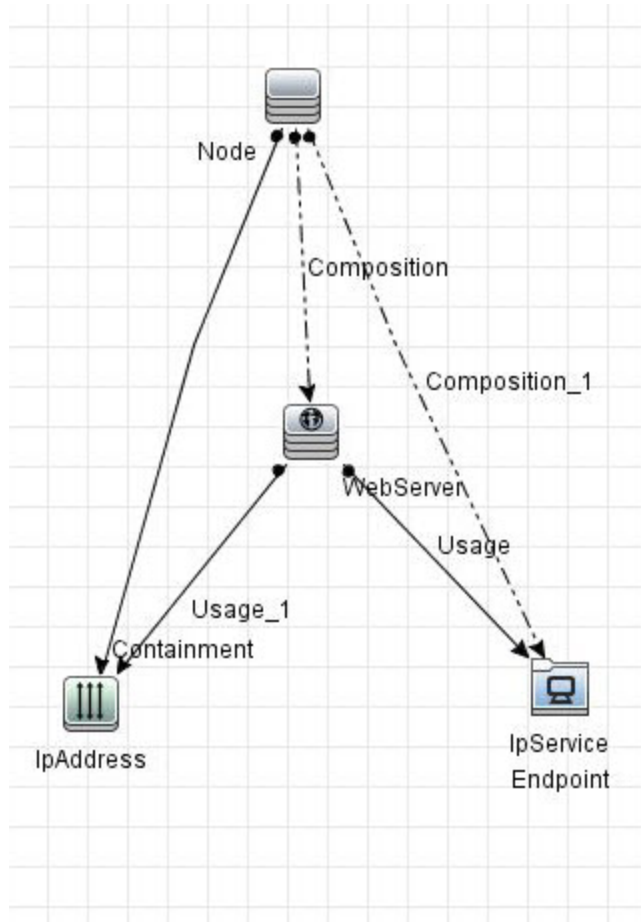 Node
Composition
Composition_1
WebServer
Usage
Usage_1
Containment
IpAddress
IpService
Endpoint